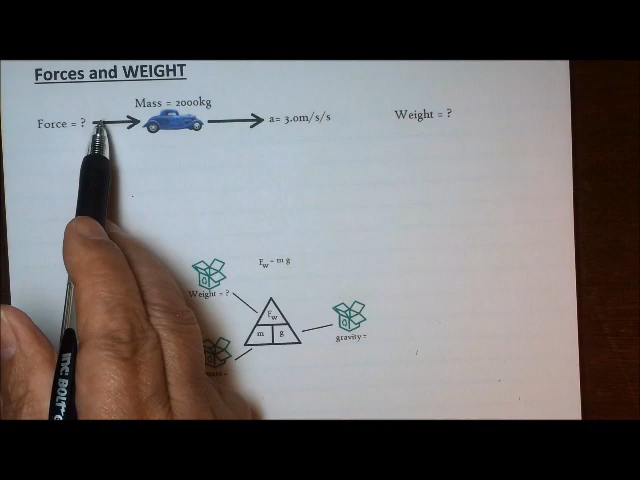 Forces and WEIGHT
Mass = 2000kg
Force = ?
a= 3.0m/s/s
Weight = ?
Fw = m g
Weight = ?
Fw
m g
gravity =
BOLT